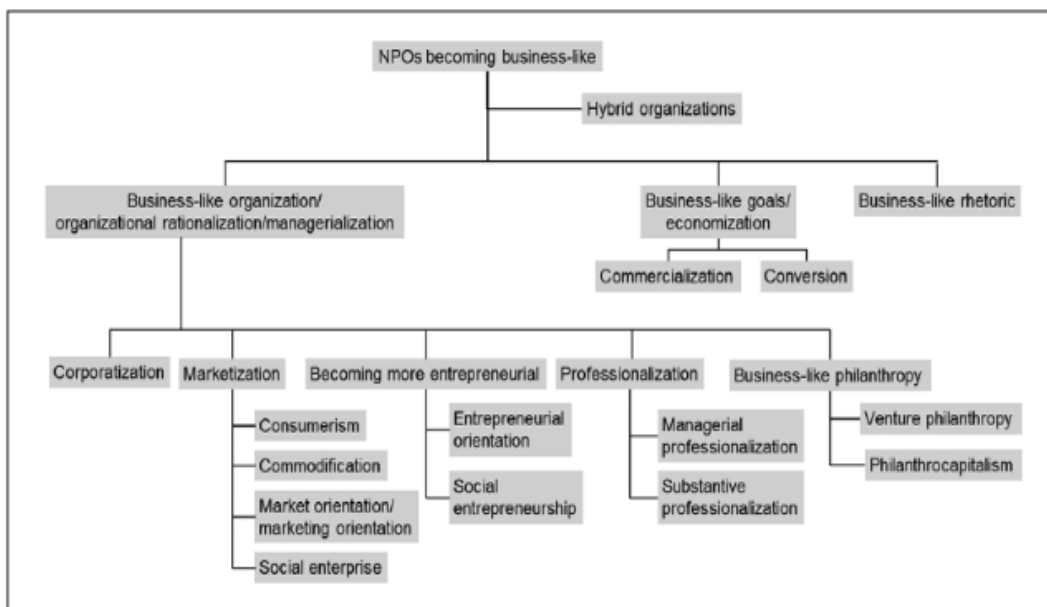 NPOs becoming business-like
Hybrid organizations
Business-like organization/
organizational rationalization/managerialization
Business-like goals/
economization
Business-like rhetoric
Commercialization
Conversion
Corporatization
Marketization
Becoming more entrepreneurial
Professionalization
Business-like philanthropy
Consumerism
Commodification
Market orientation/
marketing orientation
Social enterprise
Entrepreneurial
orientation
Social
entrepreneurship
Managerial
professionalization
Substantive
professionalization
Venture philanthropy
Philanthrocapitalism